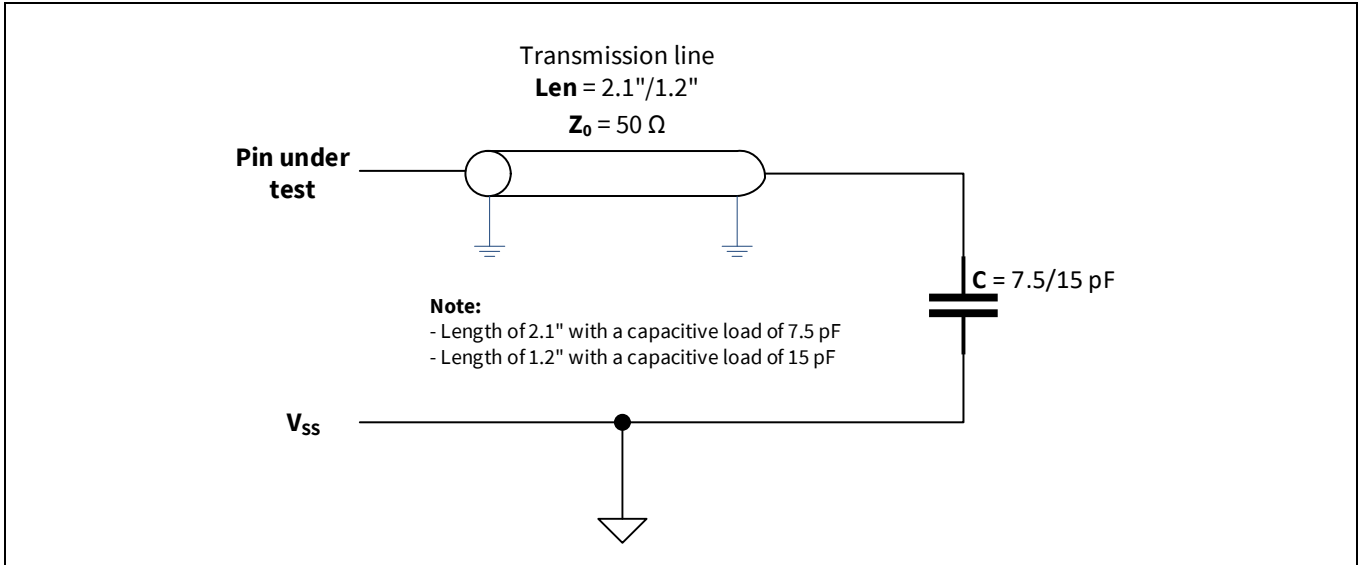 Transmission line
Len = 2.1"/1.2"
Z₀ = 50 Ω
Pin under
test
C = 7.5/15 pF
Note:
- Length of 2.1" with a capacitive load of 7.5 pF
- Length of 1.2" with a capacitive load of 15 pF
Vss